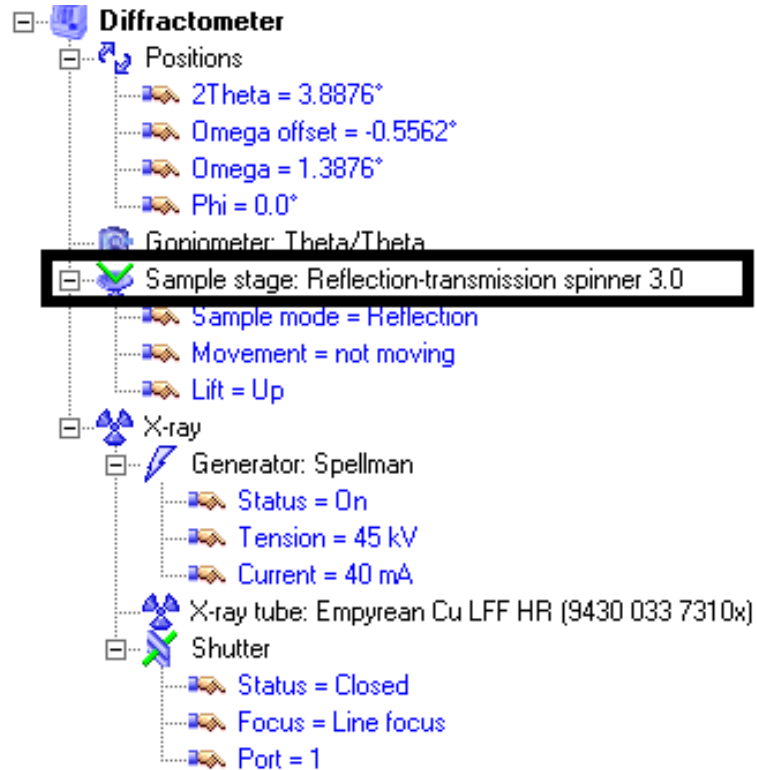 Diffractometer
Positions
2Theta = 3.8876°
Omega offset = -0.5562°
Omega = 1.3876°
Phi = 0.0°
Goniometer: Theta/Theta
Sample stage: Reflection-transmission spinner 3.0
Sample mode = Reflection
Movement = not moving
Lift = Up
X-ray
Generator: Spellman
Status = On
Tension = 45 kV
Current = 40 mA
X-ray tube: Empyrean Cu LFF HR (9430 033 7310x)
Shutter
Status = Closed
Focus = Line focus
Port = 1